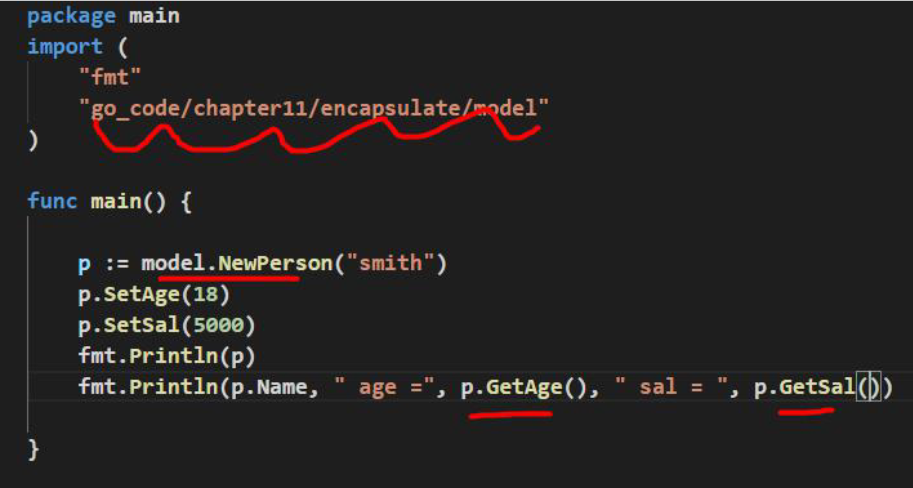 package main
import (
"fmt"
"go_code/chapter11/encapsulate/model"
)
func main() {
p := model.NewPerson("smith")
p.SetAge(18)
p.SetSal(5000)
fmt.Println(p)
fmt.Println(p.Name, " age =", p.GetAge(), " sal = ", p.GetSal())
}